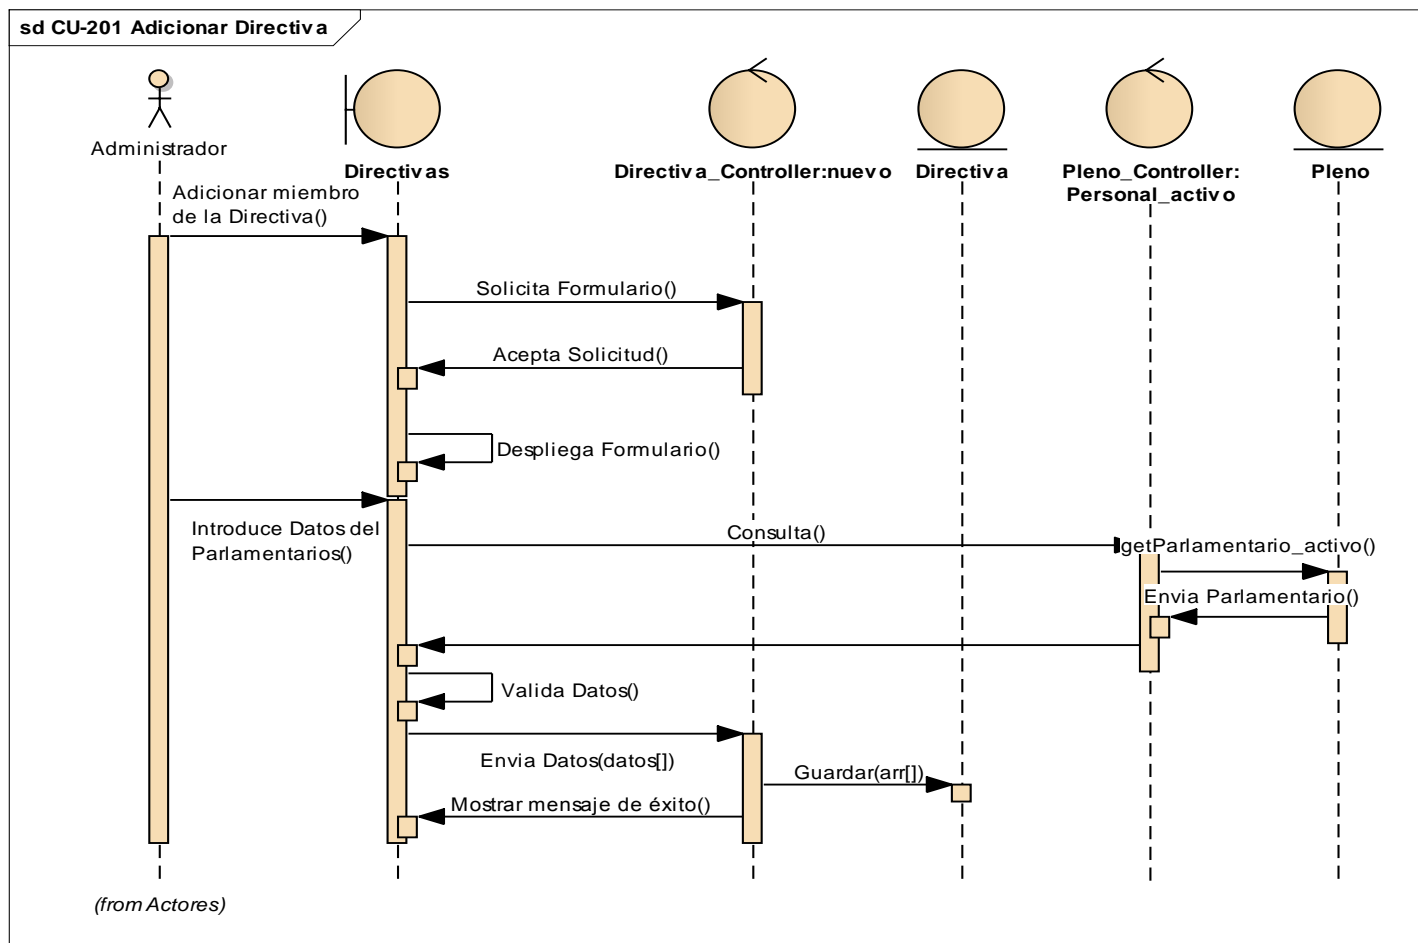 sd CU-201 Adicionar Directiva
Administrador
Directivas
Directiva_Controller:nuevo
Directiva
Pleno_Controller:
Personal_activo
Pleno
Adicionar miembro
de la Directiva()
Solicita Formulario()
Acepta Solicitud()
Despliega Formulario()
Introduce Datos del
Parlamentarios()
Consulta()
getParlamentario_activo()
Envia Parlamentario()
Valida Datos()
Envia Datos(datos[])
Guardar(arr[])
Mostrar mensaje de éxito()
(from Actores)